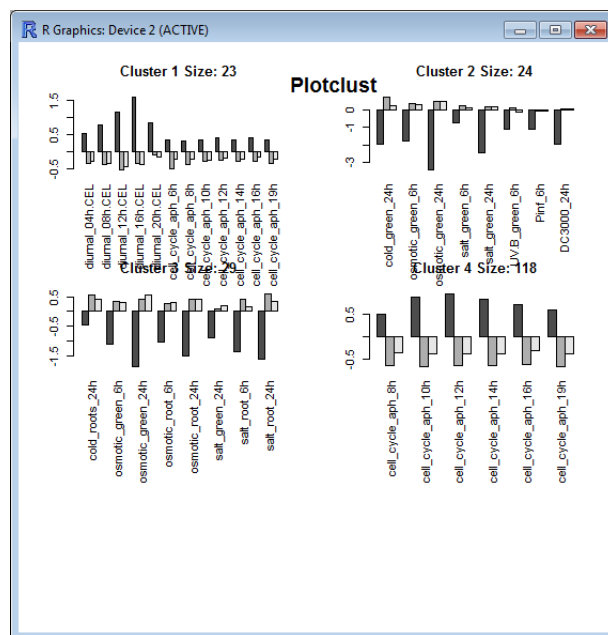 R Graphics: Device 2 (ACTIVE)
Plotclust
Cluster 1 Size: 23
1.5
0.5
-0.5
diurnal_04h.CEL
diurnal_08h.CEL
diurnal_12h.CEL
diurnal_16h.CEL
diurnal_20h.CEL
cell_cycle_aph_6h
cell_cycle_aph_8h
cell_cycle_aph_10h
cell_cycle_aph_12h
cell_cycle_aph_14h
cell_cycle_aph_16h
cell_cycle_aph_19h
Cluster 2 Size: 24
0
-1
-3
cold_green_24h
osmotic_green_6h
osmotic_green_24h
salt_green_6h
salt_green_24h
UV.B_green_6h
Pinf_6h
DC3000_24h
Cluster 3 Size: 29
0.5
-0.5
-1.5
cold_roots_24h
osmotic_green_6h
osmotic_green_24h
osmotic_root_6h
osmotic_root_24h
salt_green_24h
salt_root_6h
salt_root_24h
Cluster 4 Size: 118
0.5
-0.5
cell_cycle_aph_8h
cell_cycle_aph_10h
cell_cycle_aph_12h
cell_cycle_aph_14h
cell_cycle_aph_16h
cell_cycle_aph_19h